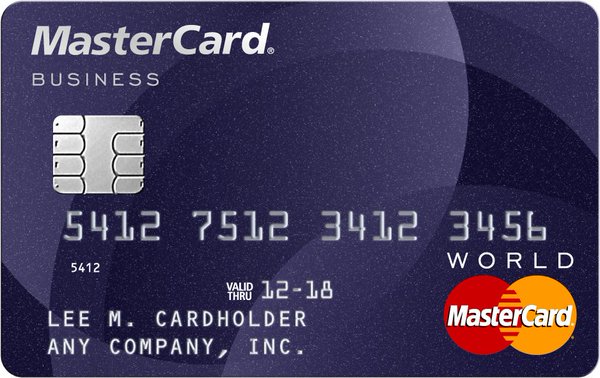 MasterCard®
BUSINESS
5412 7512 3412 3456
5412
WORLD
VALID THRU 12-18
LEE M. CARDHOLDER
ANY COMPANY, INC.
MasterCard